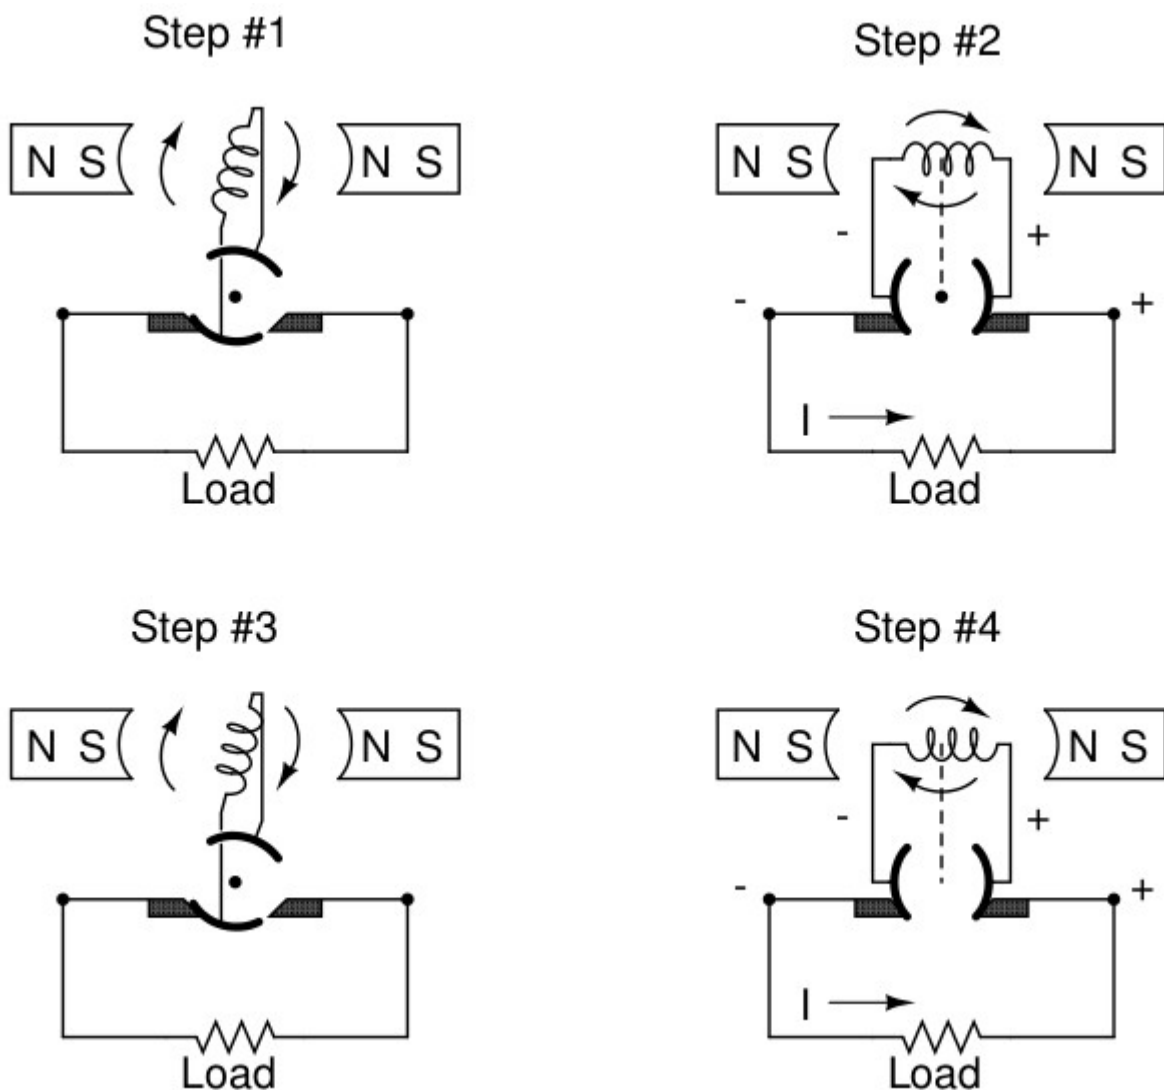 Step #1
N S
N S
Load
Step #2
N S
N S
- +
- +
I
Load
Step #3
N S
N S
Load
Step #4
N S
N S
- +
- +
I
Load